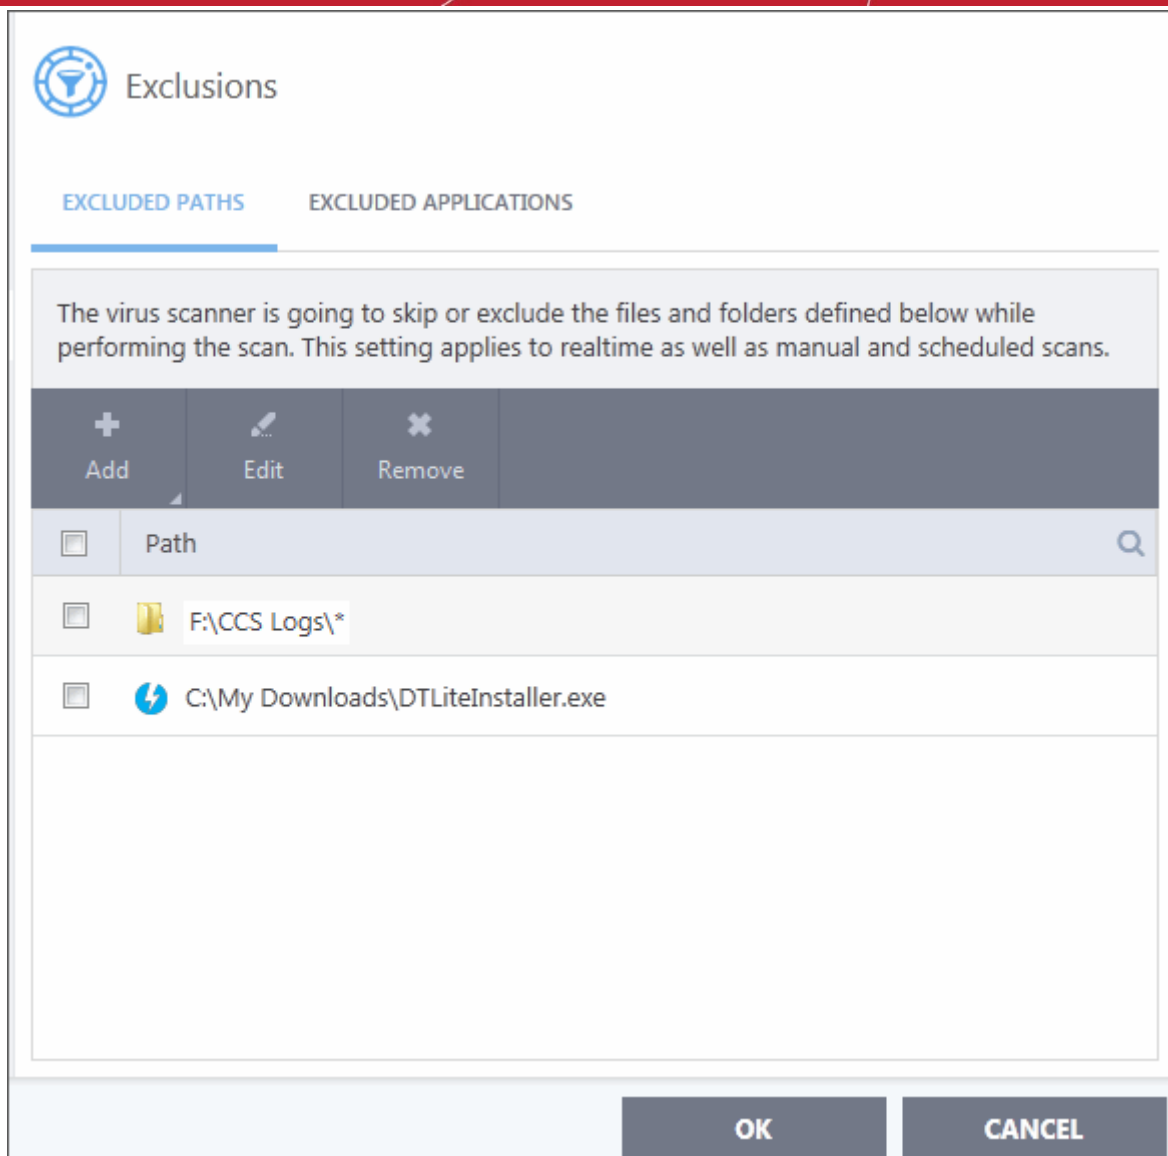 Exclusions
EXCLUDED PATHS EXCLUDED APPLICATIONS
The virus scanner is going to skip or exclude the files and folders defined below while
performing the scan. This setting applies to realtime as well as manual and scheduled scans.
Add Edit Remove
Path
F:\CCS Logs\*
C:\My Downloads\DTLiteInstaller.exe
OK CANCEL